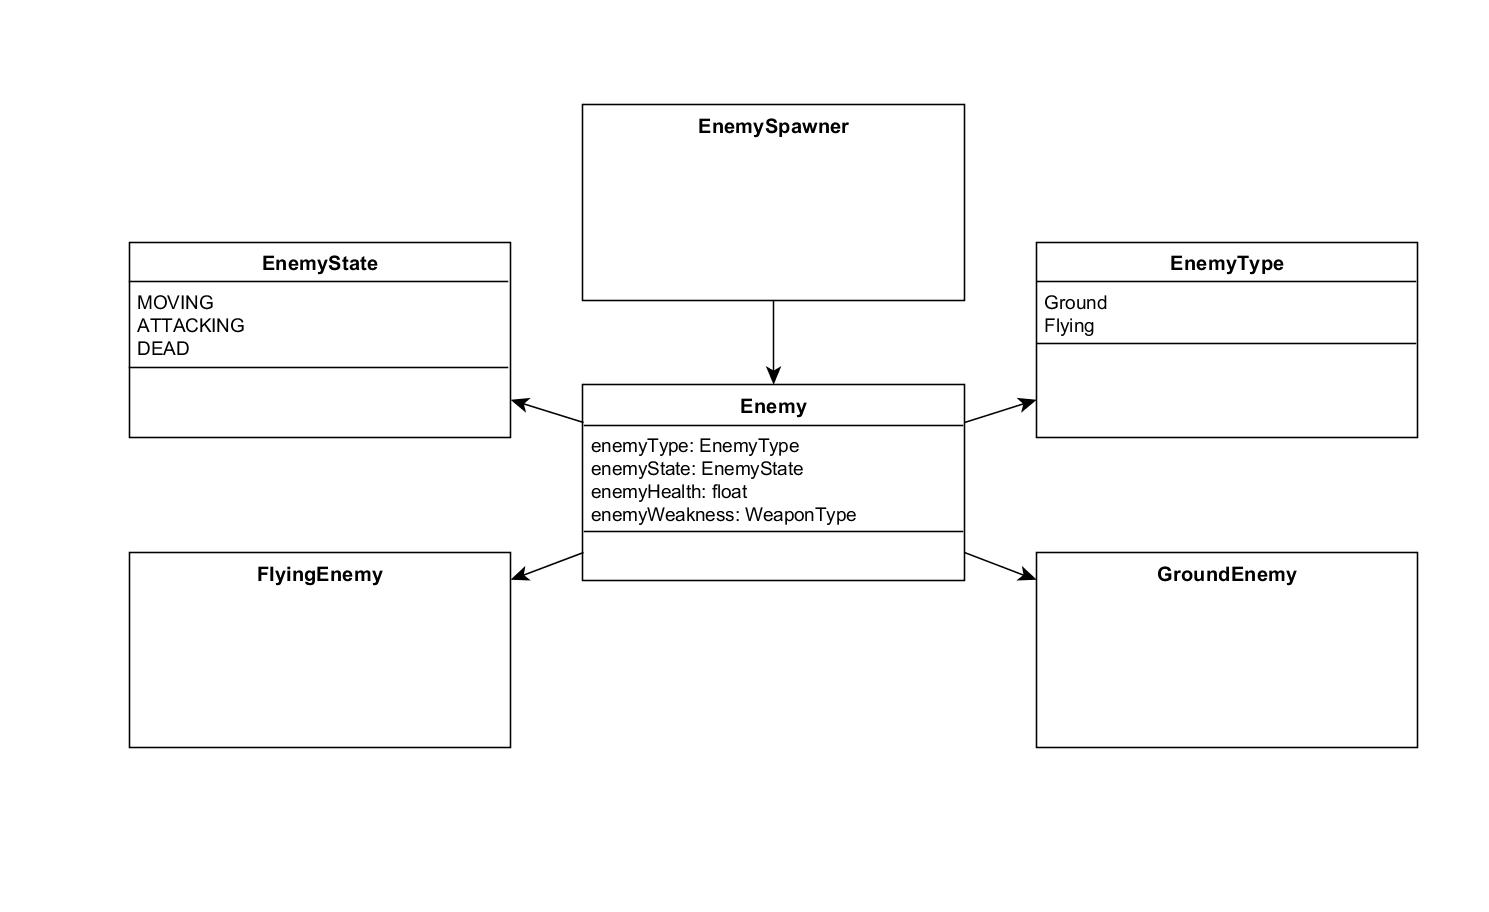 EnemySpawner
EnemyState
MOVING
ATTACKING
DEAD
EnemyType
Ground
Flying
Enemy
enemyType: EnemyType
enemyState: EnemyState
enemyHealth: float
enemyWeakness: WeaponType
FlyingEnemy
GroundEnemy